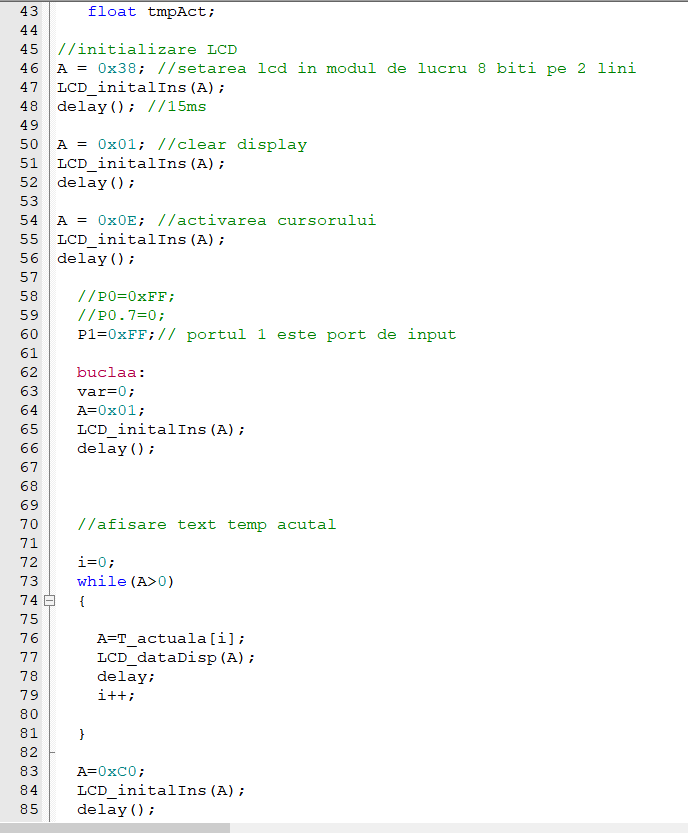 43 float tmpAct;
44
45 //initializare LCD
46 A = 0x38; //setarea lcd in modul de lucru 8 biti pe 2 lini
47 LCD_initalIns(A);
48 delay(); //15ms
49
50 A = 0x01; //clear display
51 LCD_initalIns(A);
52 delay();
53
54 A = 0x0E; //activarea cursorului
55 LCD_initalIns(A);
56 delay();
57
58 //P0=0xFF;
59 //P0.7=0;
60 P1=0xFF;// portul 1 este port de input
61
62 buclaa:
63 var=0;
64 A=0x01;
65 LCD_initalIns(A);
66 delay();
67
68
69
70 //afisare text temp acutal
71
72 i=0;
73 while(A>0)
74 {
75
76 A=T_actuala[i];
77 LCD_dataDisp(A);
78 delay;
79 i++;
80
81 }
82
83 A=0xC0;
84 LCD_initalIns(A);
85 delay();